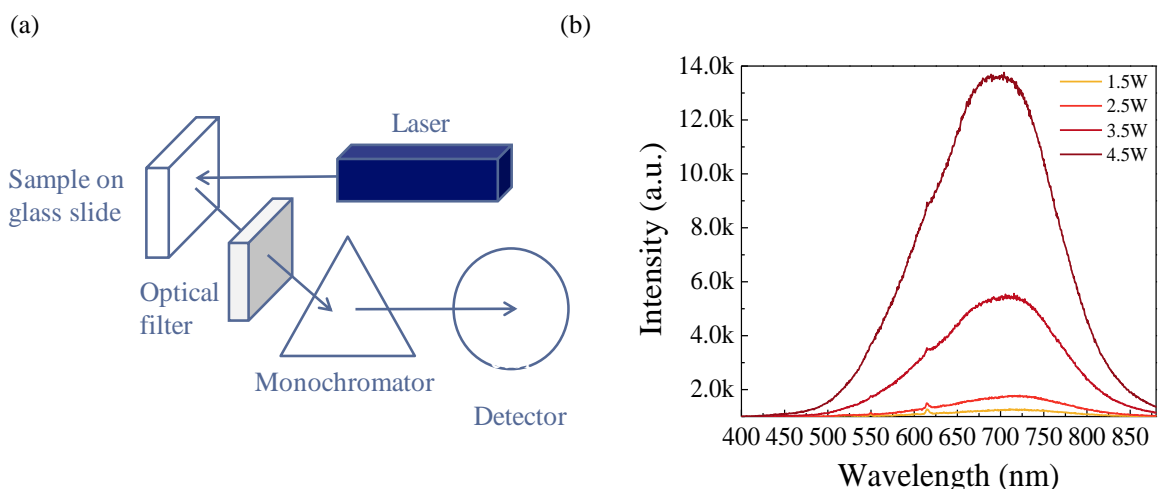 (a)
Laser
Sample on
glass slide
Optical
filter
Monochromator
Detector
(b)
14.0k
12.0k
10.0k
8.0k
6.0k
4.0k
2.0k
Intensity (a.u.)
1.5W
2.5W
3.5W
4.5W
400 450 500 550 600 650 700 750 800 850
Wavelength (nm)